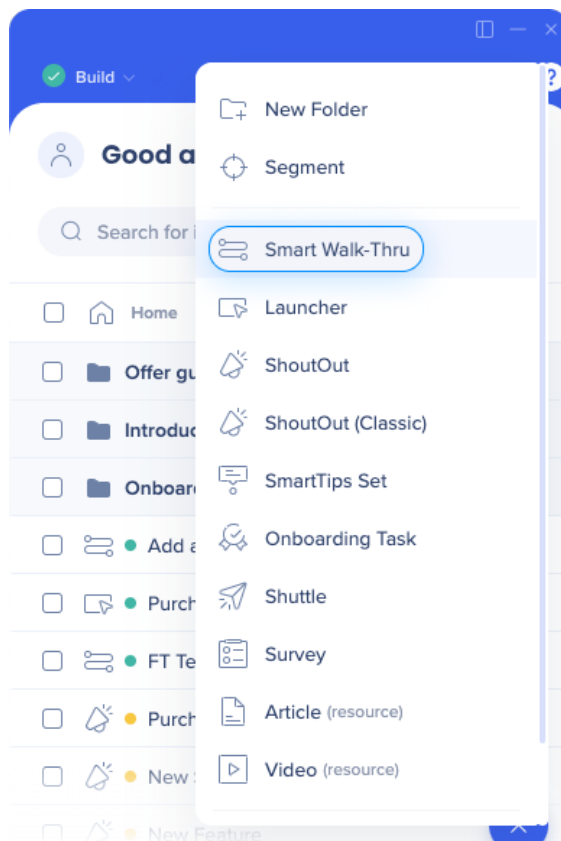 Build
?
New Folder
Good a
Segment
Search for i
Smart Walk-Thru
Home
Launcher
Offer gu
ShoutOut
Introduc
ShoutOut (Classic)
Onboar
SmartTips Set
Add a
Onboarding Task
Purch
Shuttle
FT Te
Survey
Purch
Article (resource)
New
Video (resource)
New Feature